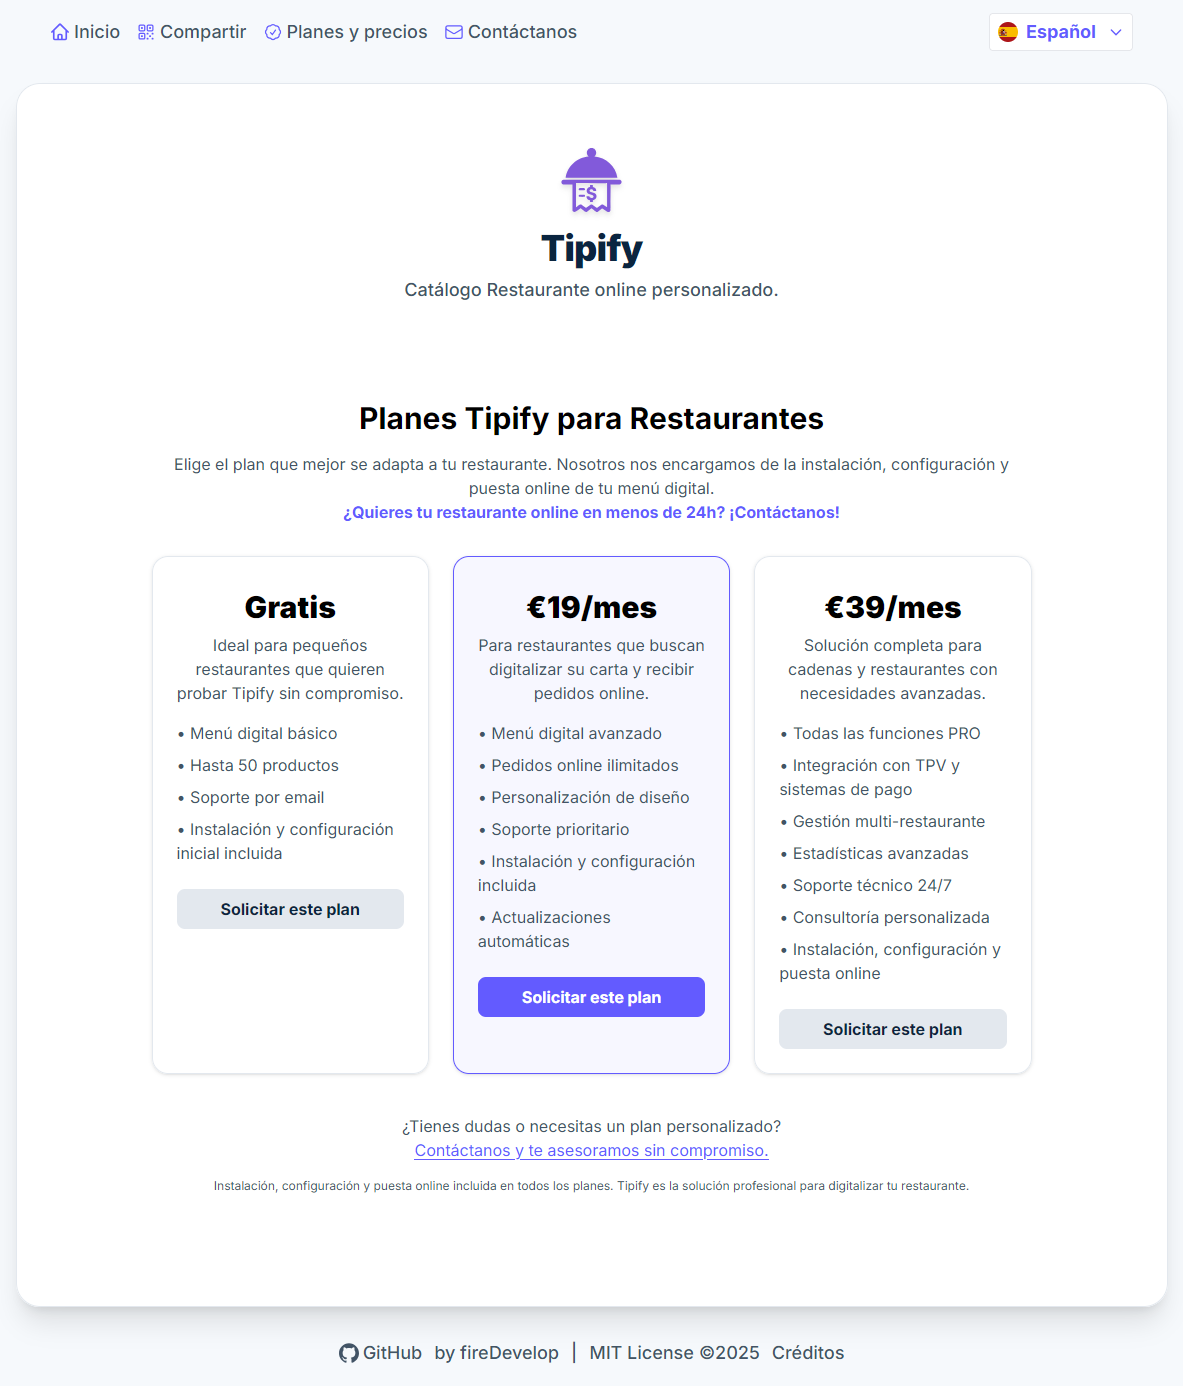 Inicio Compartir Planes y precios Contáctanos Español
$
Tipify
Catálogo Restaurante online personalizado.
Planes Tipify para Restaurantes
Elige el plan que mejor se adapta a tu restaurante. Nosotros nos encargamos de la instalación, configuración y
puesta online de tu menú digital.
¿Quieres tu restaurante online en menos de 24h? ¡Contáctanos!
Gratis
Ideal para pequeños
restaurantes que quieren
probar Tipify sin compromiso.
• Menú digital básico
• Hasta 50 productos
• Soporte por email
• Instalación y configuración
inicial incluida
Solicitar este plan
€19/mes
Para restaurantes que buscan
digitalizar su carta y recibir
pedidos online.
• Menú digital avanzado
• Pedidos online ilimitados
• Personalización de diseño
• Soporte prioritario
• Instalación y configuración
incluida
• Actualizaciones
automáticas
Solicitar este plan
€39/mes
Solución completa para
cadenas y restaurantes con
necesidades avanzadas.
• Todas las funciones PRO
• Integración con TPV y
sistemas de pago
• Gestión multi-restaurante
• Estadísticas avanzadas
• Soporte técnico 24/7
• Consultoría personalizada
• Instalación, configuración y
puesta online
Solicitar este plan
¿Tienes dudas o necesitas un plan personalizado?
Contáctanos y te asesoramos sin compromiso.
Instalación, configuración y puesta online incluida en todos los planes. Tipify es la solución profesional para digitalizar tu restaurante.
GitHub by fireDevelop | MIT License ©2025 Créditos